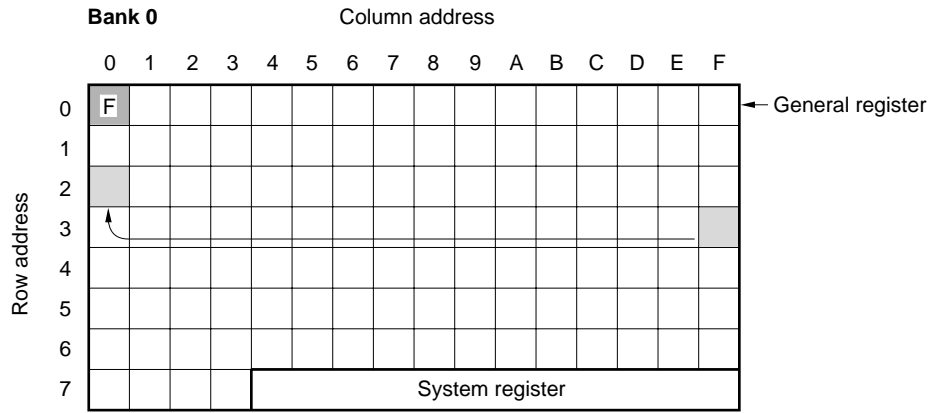 Bank 0 Column address
0 1 2 3 4 5 6 7 8 9 A B C D E F
0 F General register
1
2
3
4
5
6
7 System register
Row address